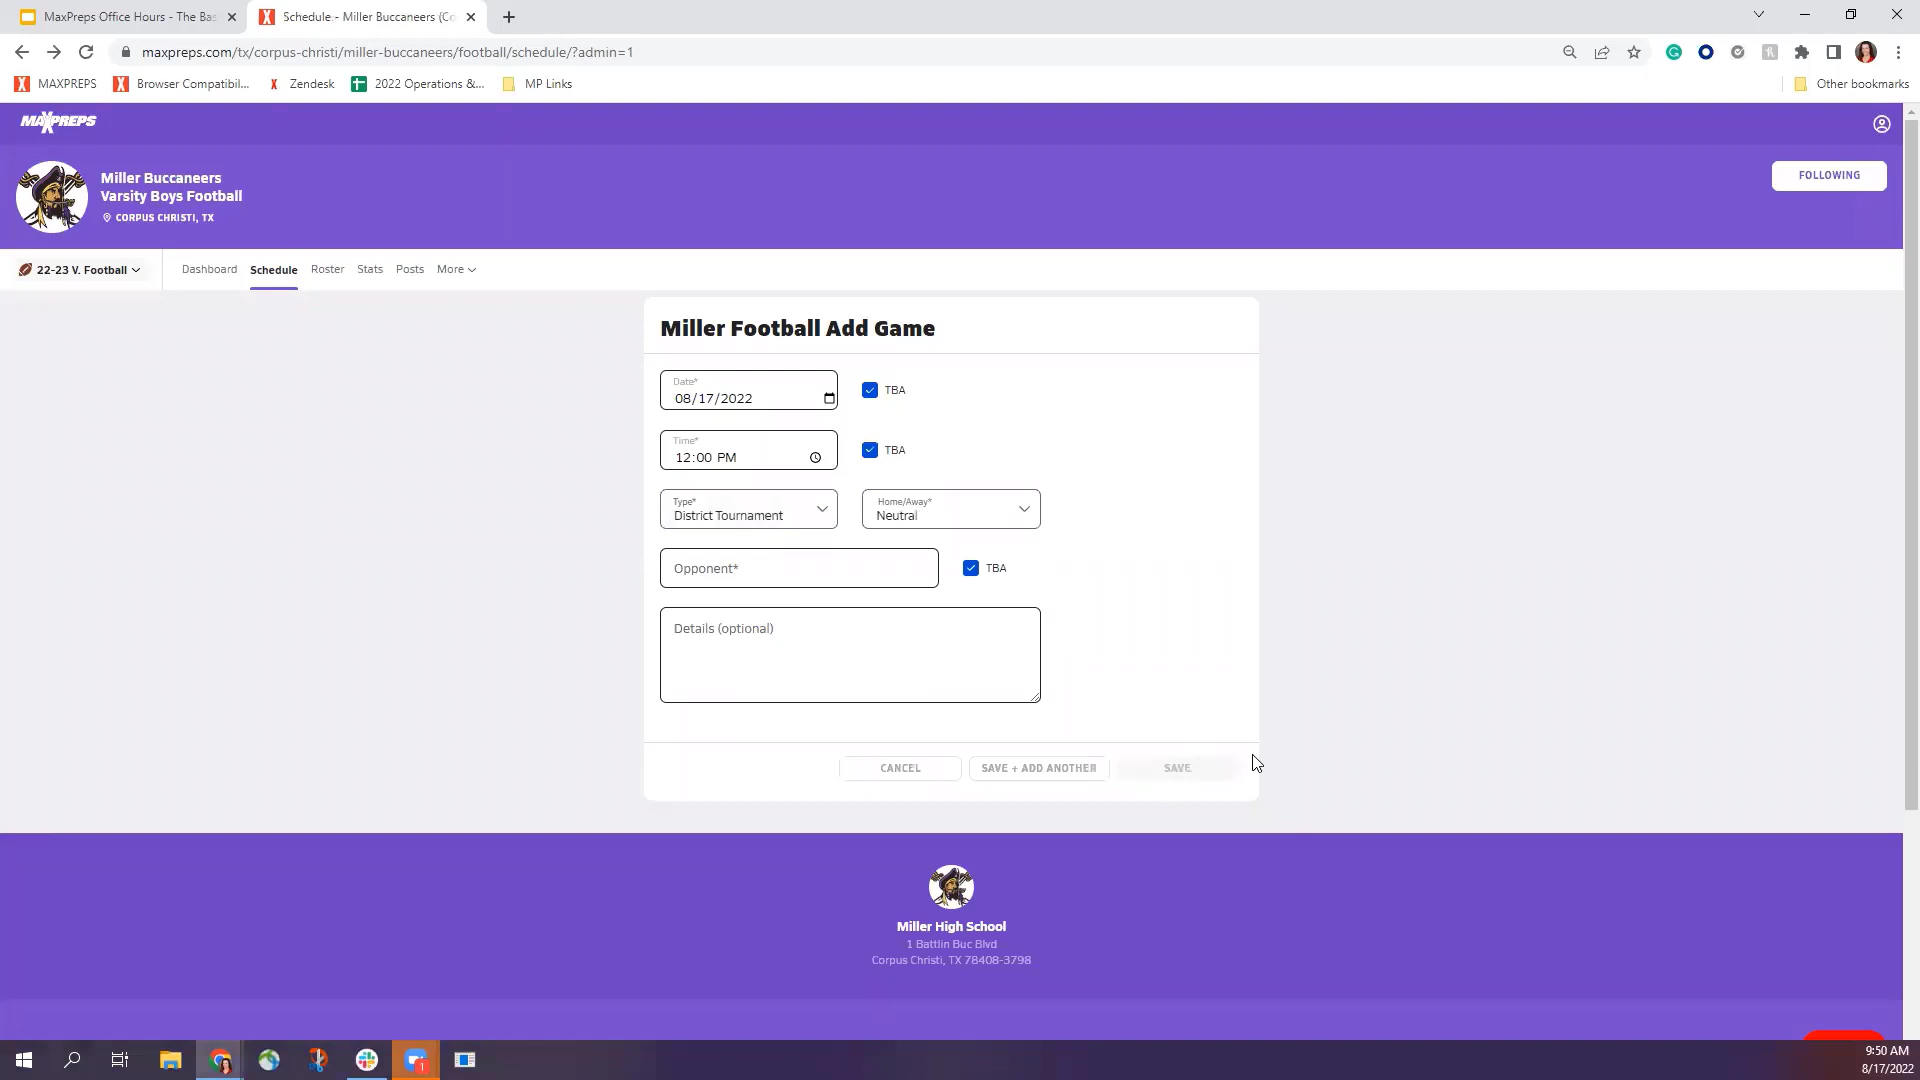 MaxPreps Office Hours - The Bas
Schedule - Miller Buccaneers (Co
maxpreps.com/tx/corpus-christi/miller-buccaneers/football/schedule/?admin=1
MAXPREPS
Browser Compatibil...
Zendesk
2022 Operations &...
MP Links
Other bookmarks
MAXPREPS
Miller Buccaneers
Varsity Boys Football
CORPUS CHRISTI, TX
FOLLOWING
22-23 V. Football
Dashboard
Schedule
Roster
Stats
Posts
More
Miller Football Add Game
Date*
08/17/2022
TBA
Time*
12:00 PM
TBA
Type*
District Tournament
Home/Away*
Neutral
Opponent*
TBA
Details (optional)
CANCEL
SAVE + ADD ANOTHER
SAVE
Miller High School
1 Battlin Buc Blvd
Corpus Christi, TX 78408-3798
1
9:50 AM
8/17/2022